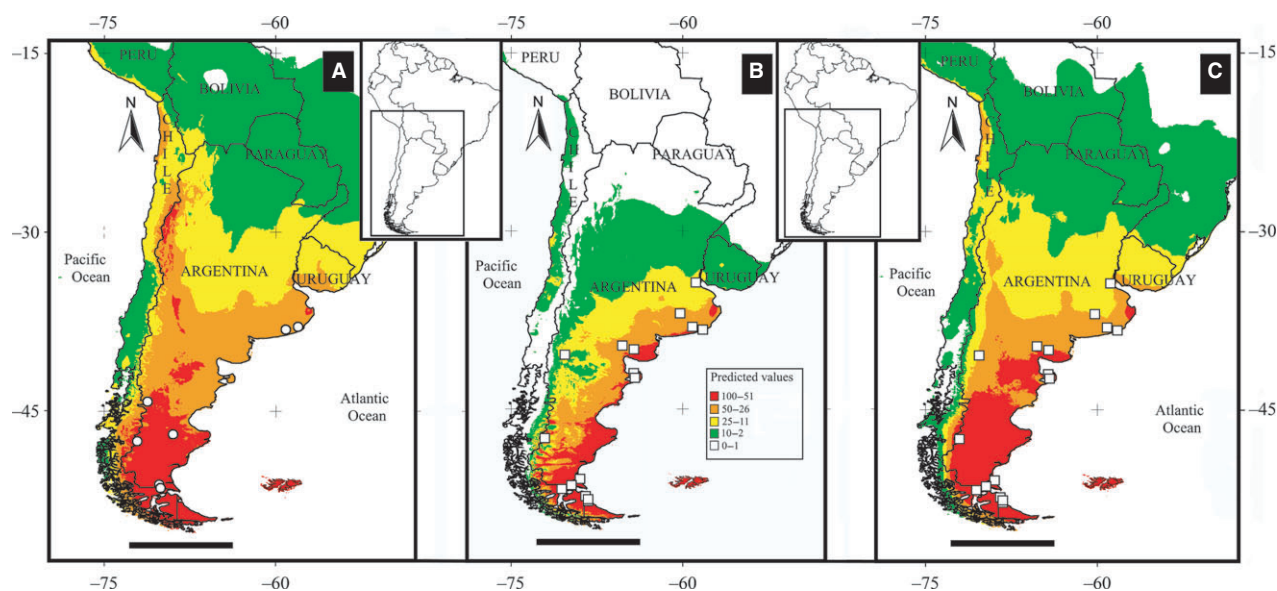 −75 −60 −75 −60 −75 −60
−15 −15
−30 −30
−45 −45
A
PERU
BOLIVIA
PARAGUAY
CHILE
ARGENTINA
URUGUAY
N
Pacific
Ocean
Atlantic
Ocean
B
PERU
BOLIVIA
PARAGUAY
CHILE
ARGENTINA
URUGUAY
N
Pacific
Ocean
Predicted values
100–51
50–26
25–11
10–2
0–1
C
PERU
BOLIVIA
PARAGUAY
CHILE
ARGENTINA
URUGUAY
N
Pacific
Ocean
Atlantic
Ocean
−75 −60 −75 −60 −75 −60